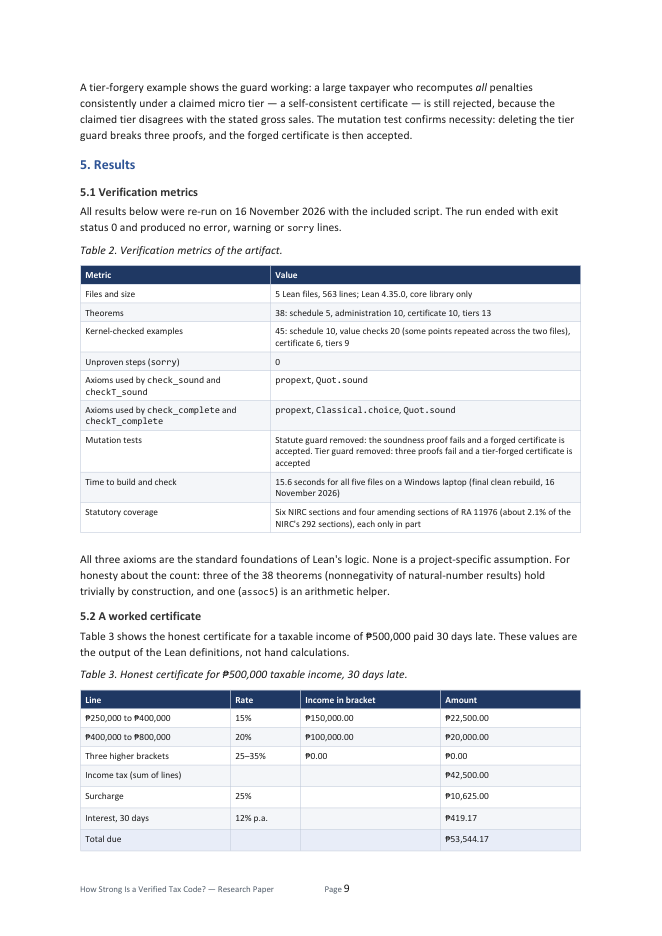 A tier-forgery example shows the guard working: a large taxpayer who recomputes all penalties
consistently under a claimed micro tier — a self-consistent certificate — is still rejected, because the
claimed tier disagrees with the stated gross sales. The mutation test confirms necessity: deleting the tier
guard breaks three proofs, and the forged certificate is then accepted.
5. Results
5.1 Verification metrics
All results below were re-run on 16 November 2026 with the included script. The run ended with exit
status 0 and produced no error, warning or sorry lines.
Table 2. Verification metrics of the artifact.
Metric Value
Files and size 5 Lean files, 563 lines; Lean 4.35.0, core library only
Theorems 38: schedule 5, administration 10, certificate 10, tiers 13
Kernel-checked examples 45: schedule 10, value checks 20 (some points repeated across the two files),
certificate 6, tiers 9
Unproven steps (sorry) 0
Axioms used by check_sound and propext, Quot.sound
checkT_sound
Axioms used by check_complete and propext, Classical.choice, Quot.sound
checkT_complete
Mutation tests Statute guard removed: the soundness proof fails and a forged certificate is
accepted. Tier guard removed: three proofs fail and a tier-forged certificate is
accepted
Time to build and check 15.6 seconds for all five files on a Windows laptop (final clean rebuild, 16
November 2026)
Statutory coverage Six NIRC sections and four amending sections of RA 11976 (about 2.1% of the
NIRC's 292 sections), each only in part
All three axioms are the standard foundations of Lean's logic. None is a project-specific assumption. For
honesty about the count: three of the 38 theorems (nonnegativity of natural-number results) hold
trivially by construction, and one (assoc5) is an arithmetic helper.
5.2 A worked certificate
Table 3 shows the honest certificate for a taxable income of ₱500,000 paid 30 days late. These values are
the output of the Lean definitions, not hand calculations.
Table 3. Honest certificate for ₱500,000 taxable income, 30 days late.
Line Rate Income in bracket Amount
₱250,000 to ₱400,000 15% ₱150,000.00 ₱22,500.00
₱400,000 to ₱800,000 20% ₱100,000.00 ₱20,000.00
Three higher brackets 25–35% ₱0.00 ₱0.00
Income tax (sum of lines) ₱42,500.00
Surcharge 25% ₱10,625.00
Interest, 30 days 12% p.a. ₱419.17
Total due ₱53,544.17
How Strong Is a Verified Tax Code? — Research Paper Page 9